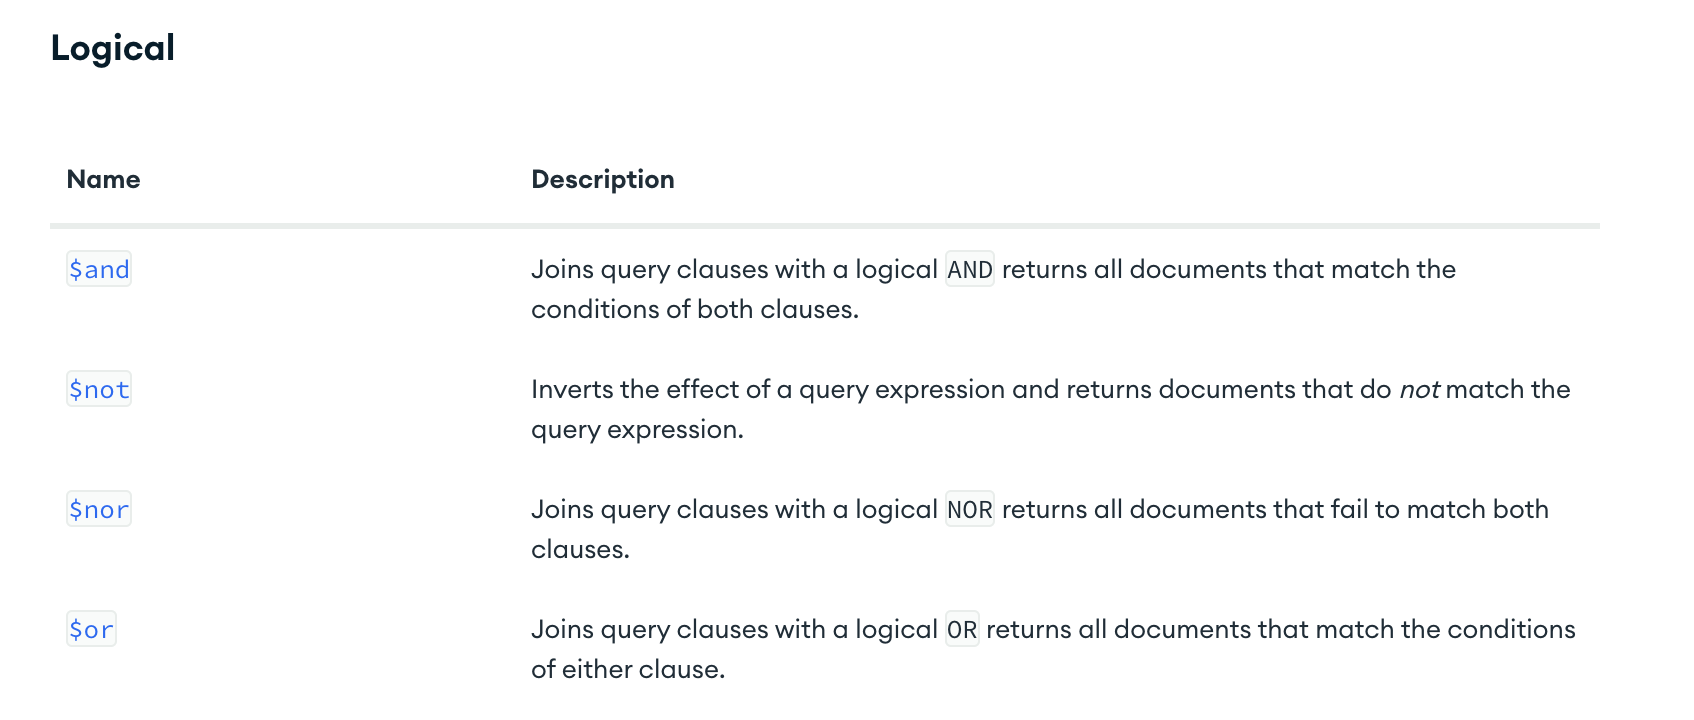 Logical
Name Description
$and Joins query clauses with a logical AND returns all documents that match the
conditions of both clauses.
$not Inverts the effect of a query expression and returns documents that do not match the
query expression.
$nor Joins query clauses with a logical NOR returns all documents that fail to match both
clauses.
$or Joins query clauses with a logical OR returns all documents that match the conditions
of either clause.